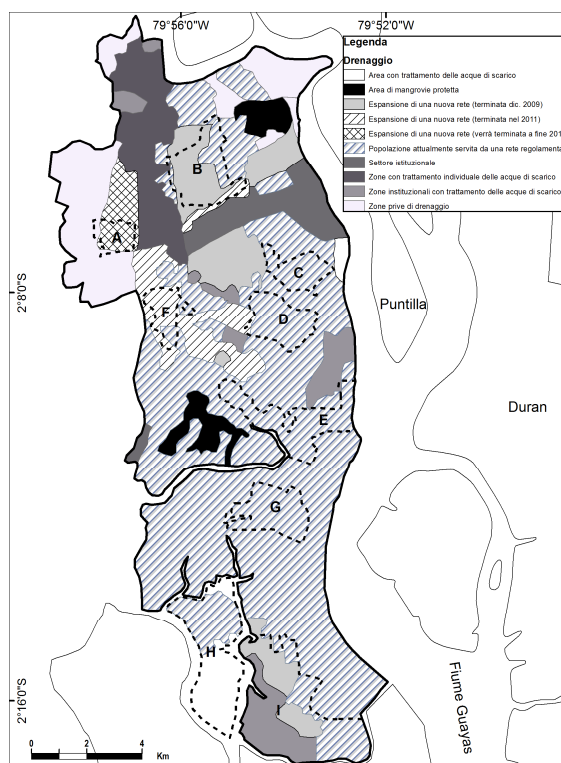 79°56'0"W
79°52'0"W
Legenda
Drenaggio
Area con trattamento delle acque di scarico
Area di mangrovie protetta
Espansione di una nuova rete (terminata dic. 2009)
Espansione di una nuova rete (terminata nel 2011)
Espansione di una nuova rete (verrà terminata a fine 201
Popolazione attualmente servita da una rete regolamenta
Settore istituzionale
Zone con trattamento individuale delle acque di scarico
Zone instituzionali con trattamento delle acque di scarico
Zone prive di drenaggio
B
A
C
2°8'0"S
Puntilla
F
D
Duran
E
G
H
2°16'0"S
I
Fiume Guayas
0 2 4
Km